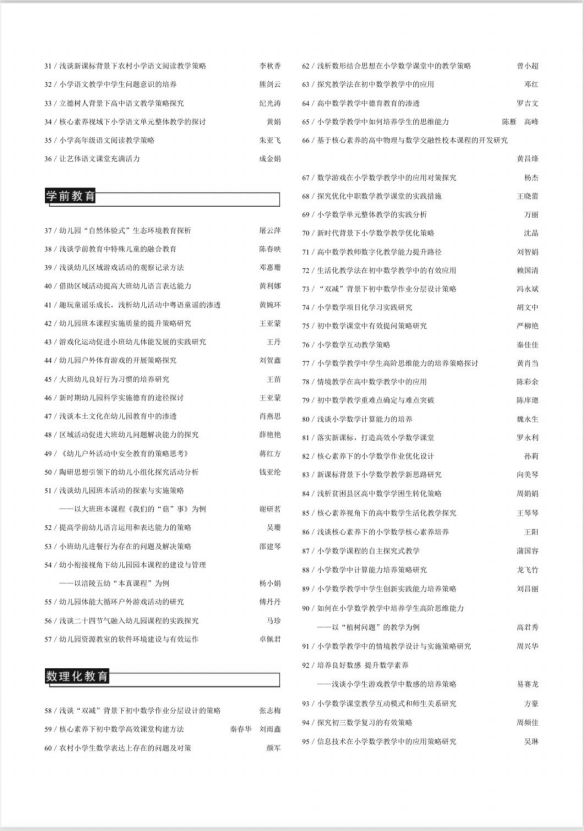 31 / 浅谈新课标背景下农村小学语文阅读教学策略 李秋香
32 / 小学语文教学中学生问题意识的培养 熊剑云
33 / 立德树人背景下高中语文教学策略探究 纪光涛
34 / 核心素养视域下小学语文单元整体教学的探讨 黄娟
35 / 小学高年级语文阅读教学策略 朱亚飞
36 / 让艺体语文课堂充满活力 成金娟
学前教育
37 / 幼儿园“自然体验式”生态环境教育探析 屠云萍
38 / 浅谈学前教育中特殊儿童的融合教育 陈春映
39 / 浅谈幼儿区域游戏活动的观察记录方法 邓惠珊
40 / 借助区域活动提高大班幼儿语言表达能力 黄利娜
41 / 趣玩童谣乐成长，浅析幼儿活动中粤语童谣的渗透 黄婉环
42 / 幼儿园班本课程实施质量的提升策略研究 王亚蒙
43 / 游戏化运动促进小班幼儿体能发展的实践研究 王丹
44 / 幼儿园户外体育游戏的开展策略探究 刘贺鑫
45 / 大班幼儿良好行为习惯的培养研究 王苗
46 / 新时期幼儿园科学实施德育的途径探讨 王亚蒙
47 / 浅谈本土文化在幼儿园教育中的渗透 肖燕思
48 / 区域活动促进大班幼儿问题解决能力的探究 薛艳艳
49 / 《幼儿户外活动中安全教育的策略思考》 蒋红方
50 / 陶研思想引领下的幼儿小组化探究活动分析 钱亚纶
51 / 浅谈幼儿园班本活动的探索与实施策略
——以大班班本课程《我们的“菇”事》为例 谢研茗
52 / 提高学前幼儿语言运用和表达能力的策略 吴珊
53 / 小班幼儿进餐行为存在的问题及解决策略 邵建琴
54 / 幼小衔接视角下幼儿园园本课程的建设与管理
——以涪陵五幼“本真课程”为例 杨小娟
55 / 幼儿园体能大循环户外游戏活动的研究 傅丹丹
56 / 浅谈二十四节气融入幼儿园课程的实践探究 马珍
57 / 幼儿园资源教室的软件环境建设与有效运作 卓佩君
数理化教育
58 / 浅谈“双减”背景下初中数学作业分层设计的策略 张志梅
59 / 核心素养下初中数学高效课堂构建方法 秦春华 刘雨鑫
60 / 农村小学生数学表达上存在的问题及对策 颜军
62 / 浅析数形结合思想在小学数学课堂中的教学策略 曾小超
63 / 探究教学法在初中数学教学中的应用 邓红
64 / 高中数学教学中德育教育的渗透 罗吉文
65 / 小学数学教学中如何培养学生的思维能力 陈雁 高峰
66 / 基于核心素养的高中物理与数学交融性校本课程的开发研究
黄昌锋
67 / 数学游戏在小学数学教学中的应用对策探究 杨杰
68 / 探究优化中职数学教学课堂的实践措施 王晓蕾
69 / 小学数学单元整体教学的实践分析 万丽
70 / 新时代背景下小学数学教学优化策略 沈晶
71 / 高中数学教师数字化教学能力提升路径 刘智娟
72 / 生活化教学法在初中数学教学中的有效应用 赖国清
73 / “双减”背景下初中数学作业分层设计策略 冯永斌
74 / 小学数学项目化学习实践研究 胡文中
75 / 初中数学课堂中有效提问策略研究 严柳艳
76 / 小学数学互动教学策略 秦佳佳
77 / 小学数学教学中学生高阶思维能力的培养策略探讨 黄肖当
78 / 情境教学在高中数学教学中的应用 陈彩余
79 / 初中数学教学重难点确定与难点突破 陈岸璁
80 / 浅谈小学数学计算能力的培养 魏永生
81 / 落实新课标，打造高效小学数学课堂 罗永利
82 / 核心素养下的小学数学作业优化设计 孙莉
83 / 新课标背景下小学数学教学新思路研究 向美琴
84 / 浅析贫困县区高中数学学困生转化策略 周娟娟
85 / 核心素养视角下的高中数学生活化教学探究 王琴琴
86 / 浅谈核心素养下的小学数学核心素养培养 王阳
87 / 小学数学课程的自主探究式教学 蒲国容
88 / 小学数学中计算能力培养策略研究 龙飞竹
89 / 小学数学教学中学生创新实践能力培养策略 刘昌丽
90 / 如何在小学数学教学中培养学生高阶思维能力
——以“植树问题”的教学为例 高君秀
91 / 小学数学教学中的情境教学设计与实施策略研究 周兴华
92 / 培养良好数感 提升数学素养
——浅谈小学生游戏教学中数感的培养策略 易赛龙
93 / 小学数学课堂教学互动模式和师生关系研究 方豪
94 / 探究初三数学复习的有效策略 周频佳
95 / 信息技术在小学数学教学中的应用策略研究 吴琳